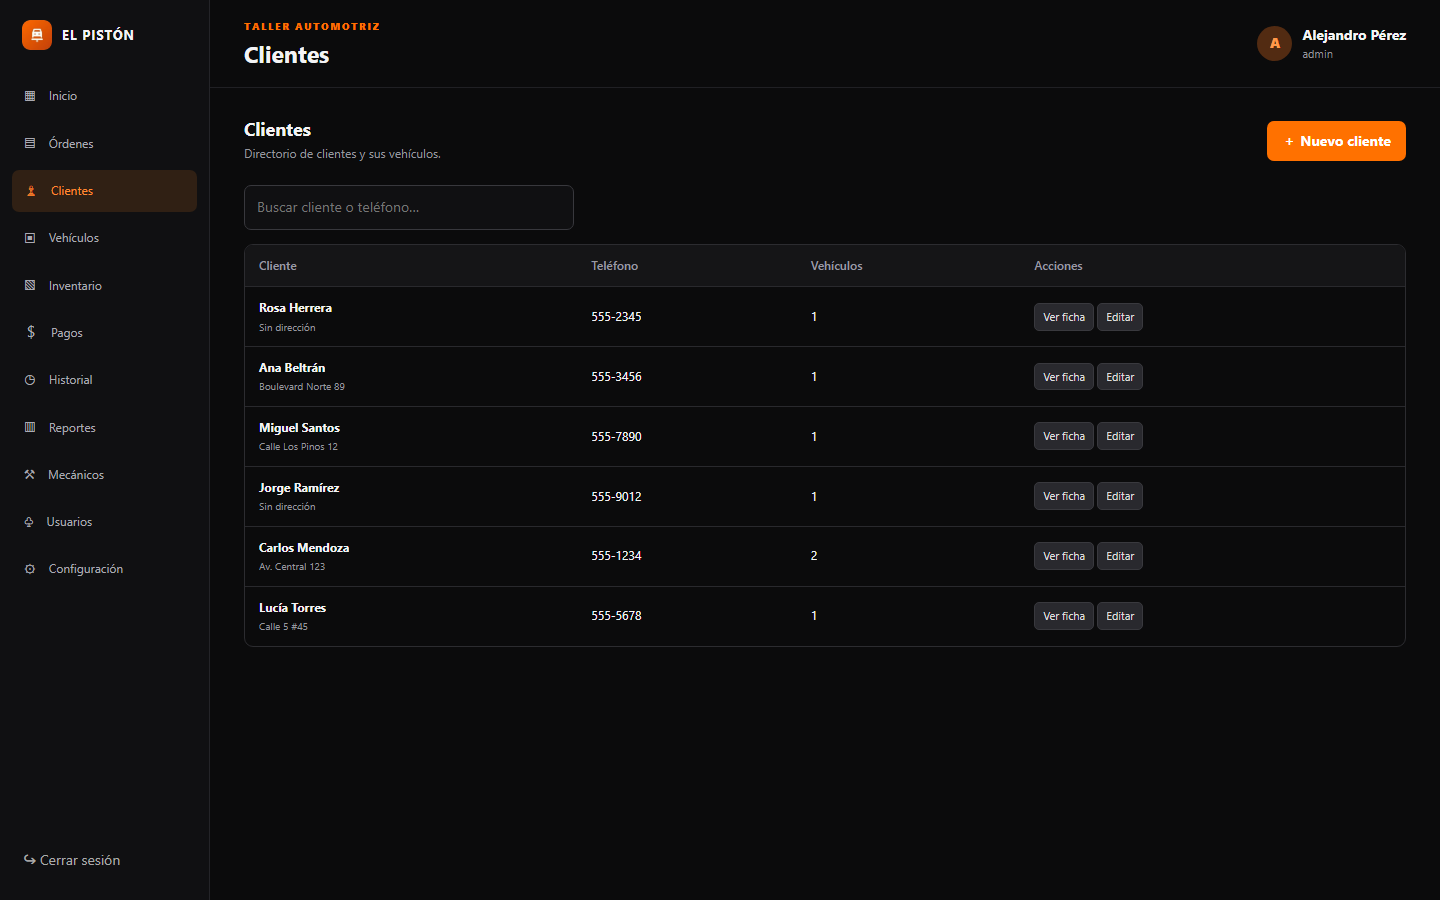 EL PISTÓN
Inicio
Órdenes
Clientes
Vehículos
Inventario
$ Pagos
Historial
Reportes
Mecánicos
Usuarios
Configuración
Cerrar sesión
TALLER AUTOMOTRIZ
Clientes
A
Alejandro Pérez
admin
Clientes
Directorio de clientes y sus vehículos.
+ Nuevo cliente
Buscar cliente o teléfono...
Cliente Teléfono Vehículos Acciones
Rosa Herrera
Sin dirección
555-2345 1 Ver ficha Editar
Ana Beltrán
Boulevard Norte 89
555-3456 1 Ver ficha Editar
Miguel Santos
Calle Los Pinos 12
555-7890 1 Ver ficha Editar
Jorge Ramírez
Sin dirección
555-9012 1 Ver ficha Editar
Carlos Mendoza
Av. Central 123
555-1234 2 Ver ficha Editar
Lucía Torres
Calle 5 #45
555-5678 1 Ver ficha Editar